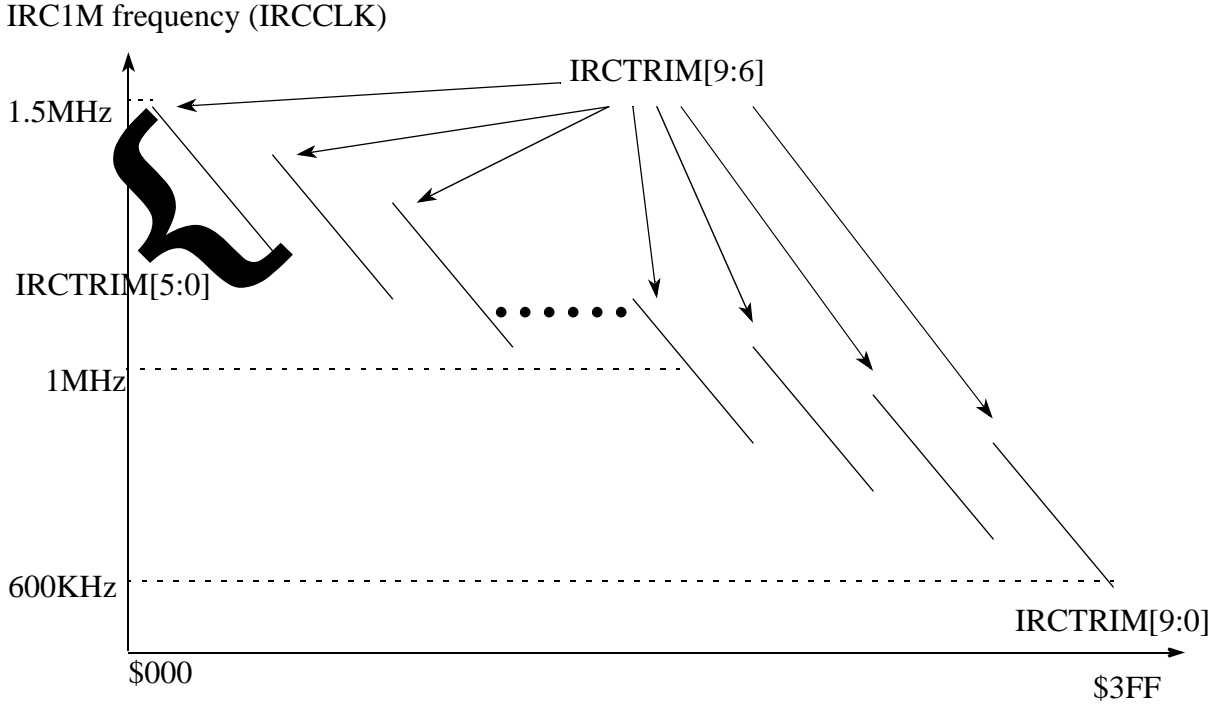 IRC1M frequency (IRCCLK)
IRCTRIM[9:6]
1.5MHz
IRCTRIM[5:0]
1MHz
600KHz
IRCTRIM[9:0]
$000
$3FF